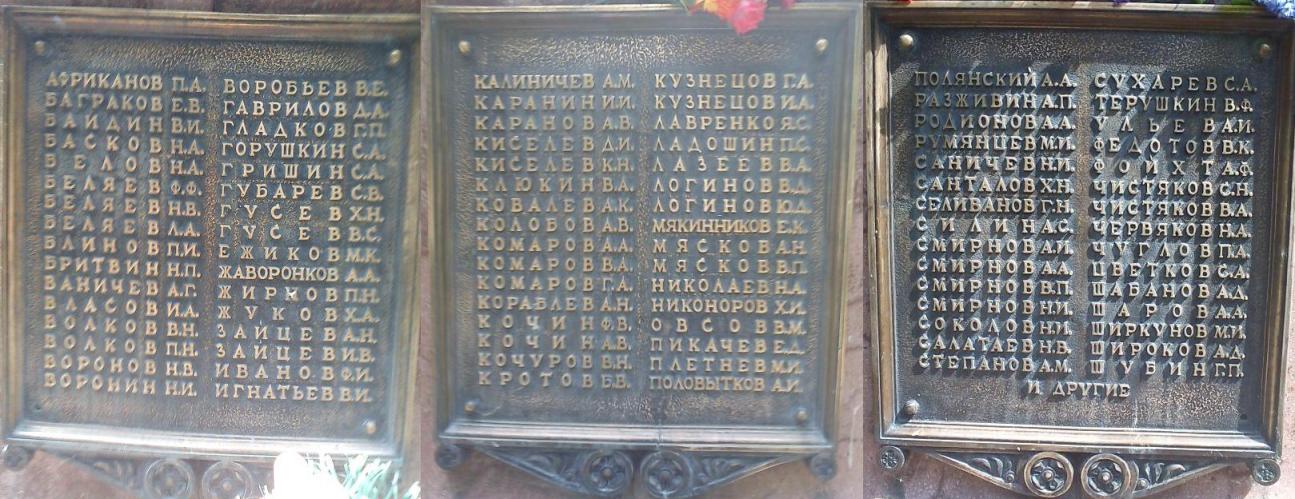 АФРИКАНОВ П.А.
БАГРАКОВ Е.В.
БАЙДИН В.И.
БАСКОВ Н.А.
БЕЛОВ Н.А.
БЕЛЯЕВ Ф.Ф.
БЕЛЯЕВ Н.В.
БЕЛЯЕВ Л.А.
БЛИНОВ П.И.
БРИТВИН Н.П.
ВАНИЧЕВ А.Г.
ВЛАСОВ И.А.
ВОЛКОВ В.Н.
ВОЛКОВ П.Н.
ВОРОНОВ Н.В.
ВОРОНИН Н.И.
ВОРОБЬЕВ В.Е.
ГАВРИЛОВ Д.А.
ГЛАДКОВ Г.П.
ГОРУШКИН С.А.
ГРИШИН С.А.
ГУБАРЕВ С.В.
ГУСЕВ Х.Н.
ГУСЕВ В.С.
ЕЖИКОВ М.К.
ЖАВОРОНКОВ А.А.
ЖИРНОВ П.Н.
ЖУКОВ Х.А.
ЗАЙЦЕВ А.Н.
ЗАЙЦЕВ И.В.
ИВАНОВ Ф.И.
ИГНАТЬЕВ В.И.
КАЛИНИЧЕВ А.М.
КАРАНИН И.И.
КАРАНОВ А.В.
КИСЕЛЕВ Д.И.
КИСЕЛЕВ К.Н.
КЛЮКИН В.А.
КОВАЛЕВ А.К.
КОЛОБОВ А.В.
КОМАРОВ А.А.
КОМАРОВ В.А.
КОМАРОВ Г.А.
КОРАБЛЕВ А.Н.
КОЧИН Ф.В.
КОЧИН А.В.
КОЧУРОВ В.Н.
КРОТОВ Б.В.
КУЗНЕЦОВ Г.А.
КУЗНЕЦОВ И.А.
ЛАВРЕНКО Я.С.
ЛАДОШИН П.С.
ЛАЗЕЕВ В.А.
ЛОГИНОВ В.Д.
ЛОГИНОВ Ю.Д.
МЯКИННИКОВ Е.К.
МЯСКОВ А.Н.
МЯСКОВ В.П.
НИКОЛАЕВ Н.А.
НИКОНОРОВ Х.И.
ОВСОВ В.М.
ПИКАЧЕВ Е.Д.
ПЛЕТНЕВ М.И.
ПОЛОВЫТКОВ А.И.
ПОЛЯНСКИЙ А.А.
РАЗЖИВИН А.П.
РОДИОНОВ А.А.
РУМЯНЦЕВ М.И.
САНИЧЕВ Н.И.
САНТАЛОВ Х.Н.
СЕЛИВАНОВ Г.Н.
СИЛИН А.С.
СМИРНОВ А.И.
СМИРНОВ А.А.
СМИРНОВ В.П.
СМИРНОВ Н.И.
СОКОЛОВ Н.И.
САЛАТАЕВ Н.В.
СТЕПАНОВ А.М.
СУХАРЕВ С.А.
ТЕРУШКИН В.Ф.
УЛЬЕВ А.И.
ФЕДОТОВ В.К.
ФОЙХТ А.Ф.
ЧИСТЯКОВ С.Н.
ЧИСТЯКОВ В.А.
ЧЕРВЯКОВ Н.А.
ЧУГЛОВ П.А.
ЦВЕТКОВ С.А.
ШАБАНОВ А.Д.
ШАРОВ А.А.
ШИРКУНОВ М.И.
ШИРОКОВ А.Д.
ШУБИН Г.П.
И ДРУГИЕ